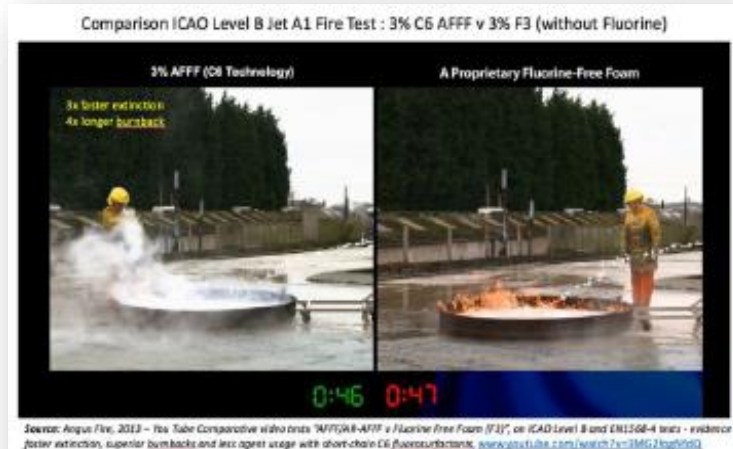 Comparison ICAO Level B Jet A1 Fire Test : 3% C6 AFFF v 3% F3 (without Fluorine)
3% AFFF (C6 Technology)
A Proprietary Fluorine-Free Foam
3x faster extinction
4x longer burnback
0:46 0:47
Source: Angus Fire, 2013 – You Tube Comparative video tests "AFFF/AR-AFFF v Fluorine Free Foam (F3)", on ICAO Level B and EN1568-4 tests - evidence
faster extinction, superior burnbacks and less agent usage with short-chain C6 fluorosurfactants,